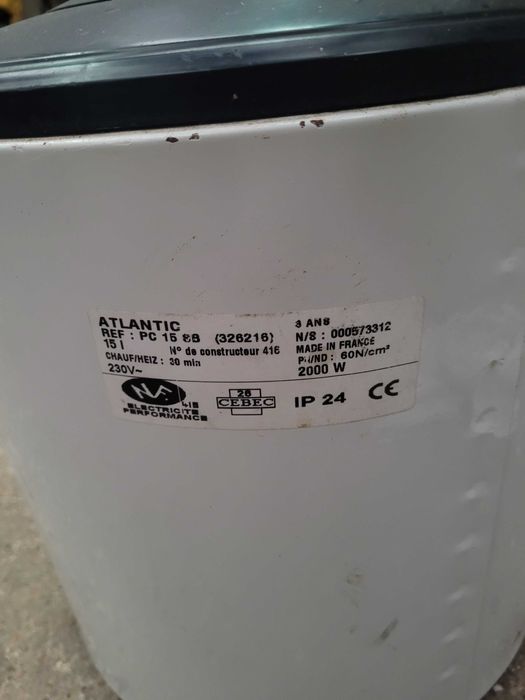 ATLANTIC
REF : PC 15 SB (326216)
15 l N° de constructeur 416
CHAUF/HEIZ : 30 min
230V~
3 ANS
N/S : 000573312
MADE IN FRANCE
60N/cm²
2000 W
NF
ELECTRICITE
PERFORMANCE
CEBEC
IP 24 CE